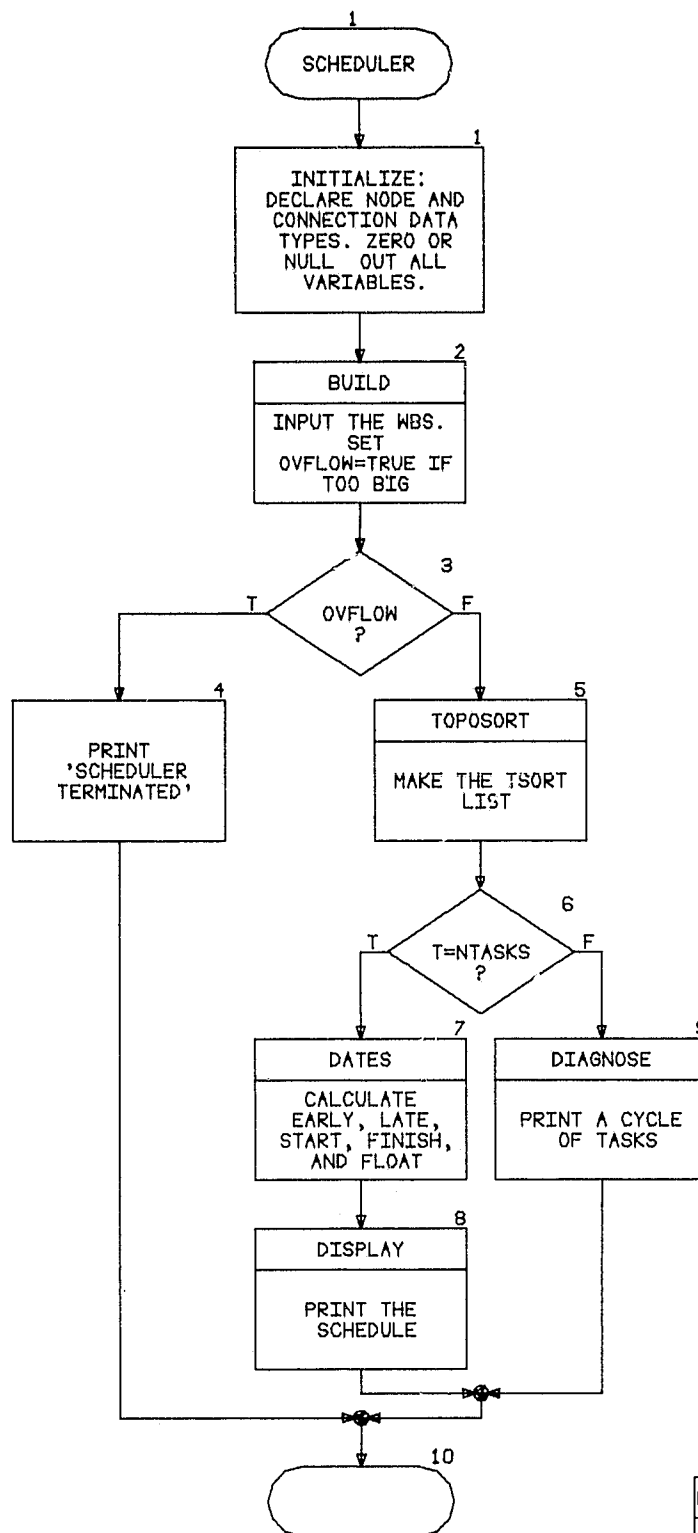 1
SCHEDULER
1
INITIALIZE:
DECLARE NODE AND
CONNECTION DATA
TYPES. ZERO OR
NULL OUT ALL
VARIABLES.
2
BUILD
INPUT THE WBS.
SET
OVFLOW=TRUE IF
TOO BIG
3
T
OVFLOW
?
F
4
PRINT
'SCHEDULER
TERMINATED'
5
TOPOSORT
MAKE THE TSORT
LIST
6
T
T=NTASKS
?
F
7
DATES
CALCULATE
EARLY, LATE,
START, FINISH,
AND FLOAT
DIAGNOSE
PRINT A CYCLE
OF TASKS
8
DISPLAY
PRINT THE
SCHEDULE
10